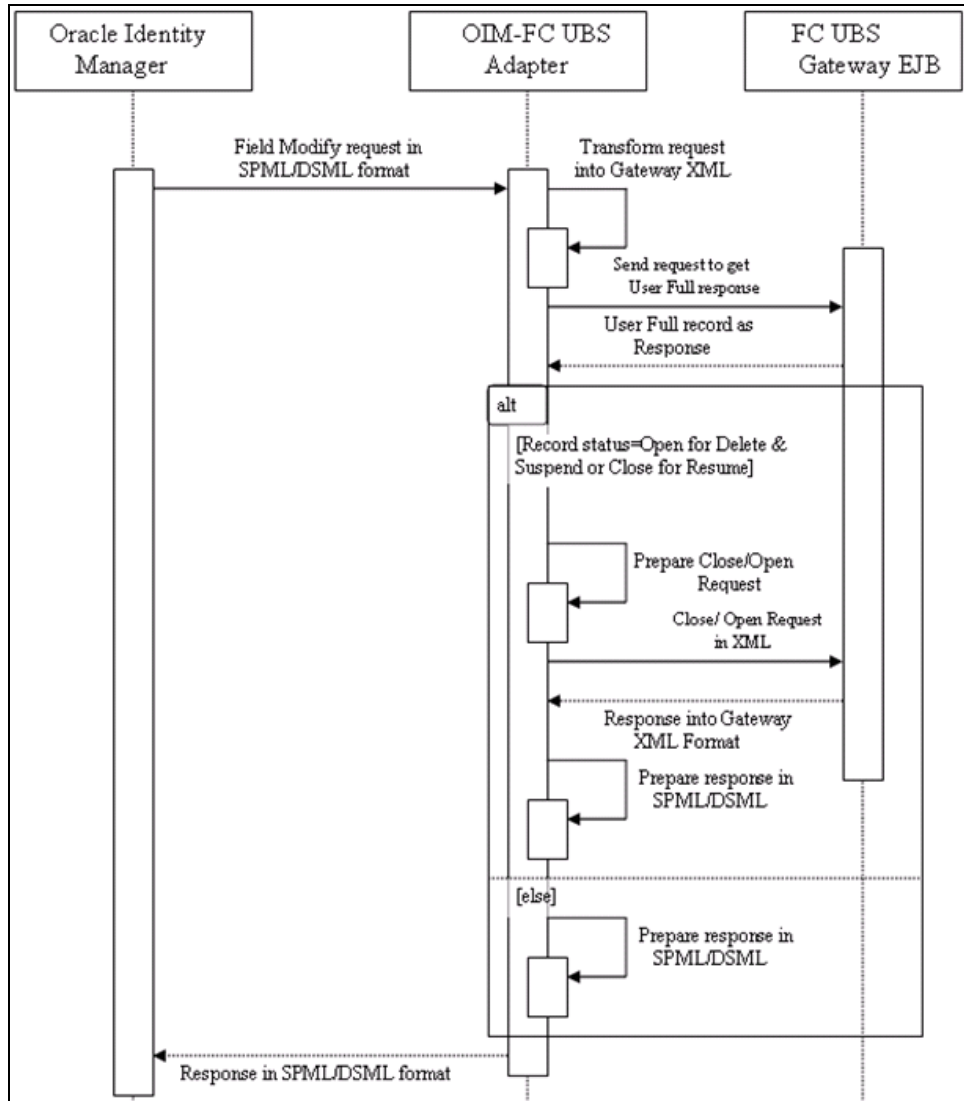 Oracle Identity
Manager
OIM-FC UBS
Adapter
FC UBS
Gateway EJB
Field Modify request in
SPML/DSML format
Transform request
into Gateway XML
Send request to get
User Full response
User Full record as
Response
alt
[Record status=Open for Delete &
Suspend or Close for Resume]
Prepare Close/Open
Request
Close/ Open Request
in XML
Response into Gateway
XML Format
Prepare response in
SPML/DSML
[else]
Prepare response in
SPML/DSML
Response in SPML/DSML format